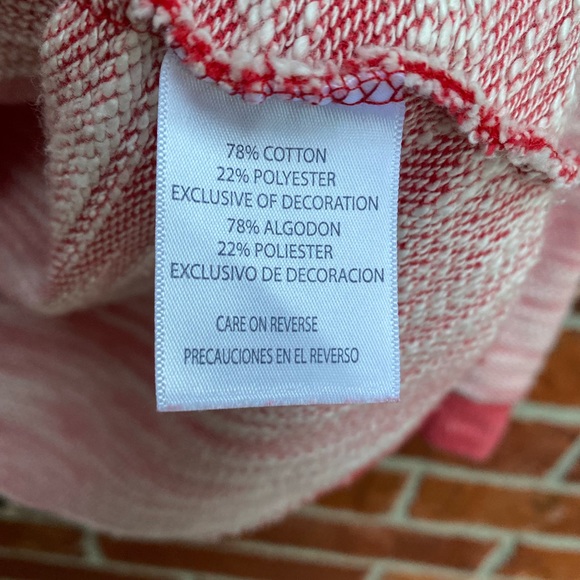 78% COTTON
22% POLYESTER
EXCLUSIVE OF DECORATION
78% ALGODON
22% POLIESTER
EXCLUSIVO DE DECORACION
CARE ON REVERSE
PRECAUCIONES EN EL REVERSO